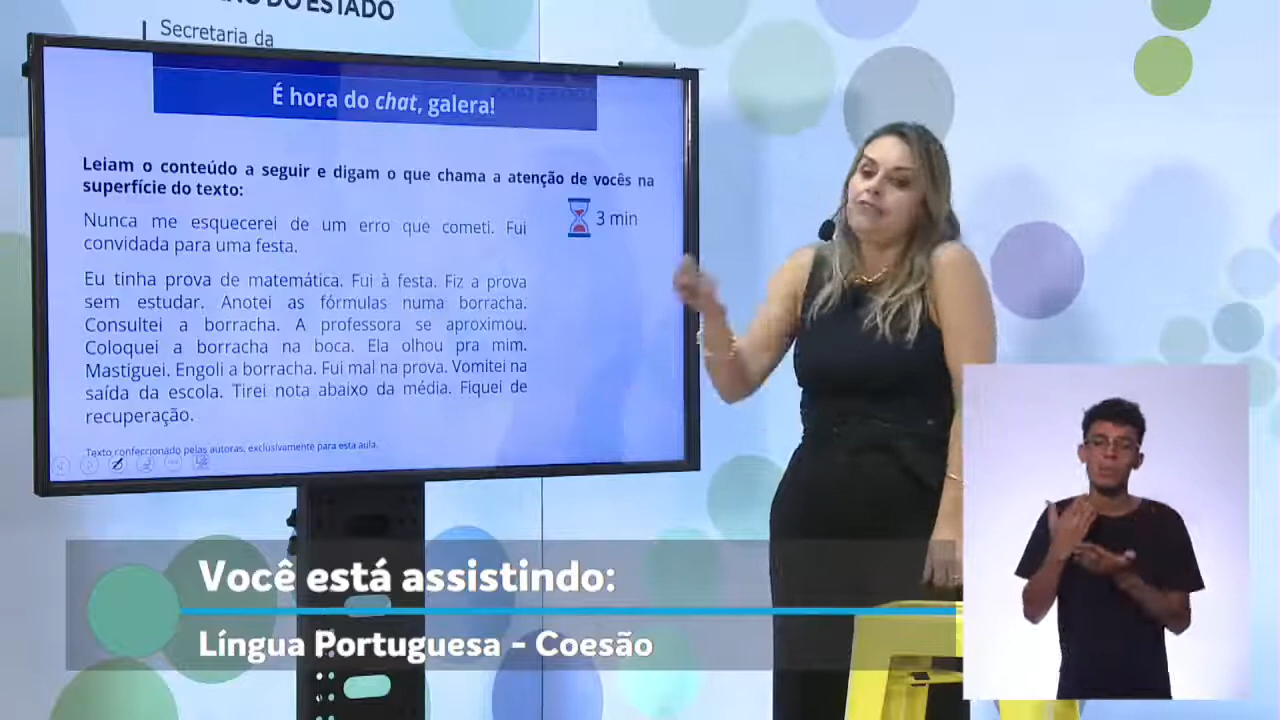 DO ESTADO
Secretaria da
É hora do chat, galera!
Leiam o conteúdo a seguir e digam o que chama a atenção de vocês na
superfície do texto:
3 min
Nunca me esquecerei de um erro que cometi. Fui
convidada para uma festa.
Eu tinha prova de matemática. Fui à festa. Fiz a prova
sem estudar. Anotei as fórmulas numa borracha.
Consultei a borracha. A professora se aproximou.
Coloquei a borracha na boca. Ela olhou pra mim.
Mastiguei. Engoli a borracha. Fui mal na prova. Vomitei na
saída da escola. Tirei nota abaixo da média. Fiquei de
recuperação.
Texto confeccionado pelas autoras, exclusivamente para esta aula.
Você está assistindo:
Língua Portuguesa - Coesão